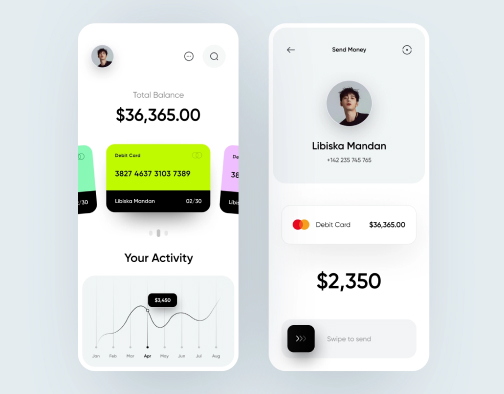 Total Balance
$36,365.00
Debit Card
3827 4637 3103 7389
Libiska Mandan 02/30
Your Activity
$3,450
Jan Feb Mar Apr May Jun Jul Aug
Send Money
Libiska Mandan
+142 235 745 765
Debit Card $36,365.00
$2,350
Swipe to send